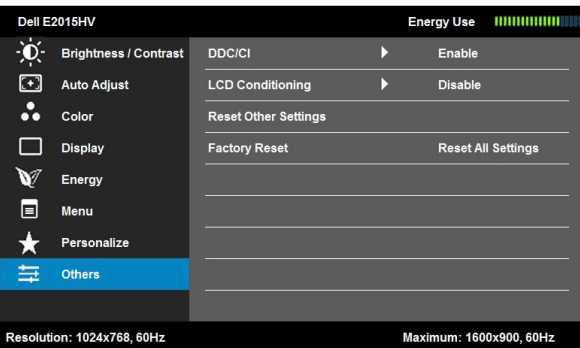 Dell E2015HV Energy Use
Brightness / Contrast DDC/CI Enable
Auto Adjust LCD Conditioning Disable
Color Reset Other Settings
Display Factory Reset Reset All Settings
Energy
Menu
Personalize
Others
Resolution: 1024x768, 60Hz Maximum: 1600x900, 60Hz